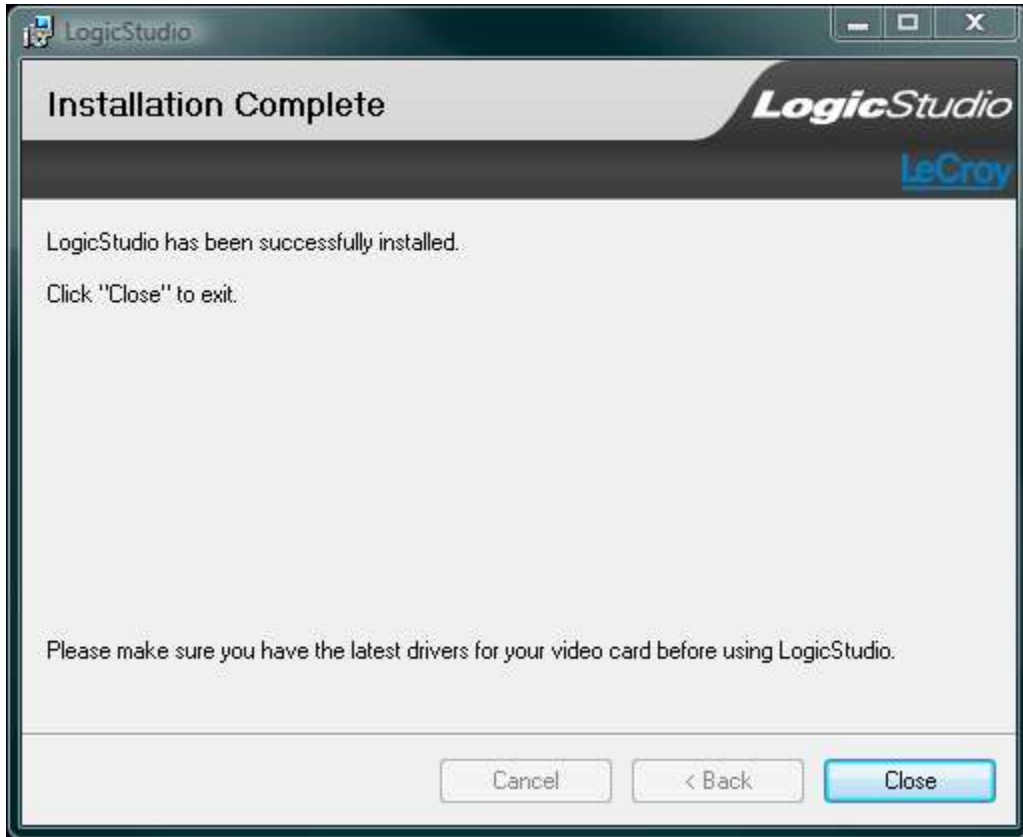 LogicStudio
Installation Complete
LogicStudio
LeCroy
LogicStudio has been successfully installed.
Click "Close" to exit.
Please make sure you have the latest drivers for your video card before using LogicStudio.
Cancel
< Back
Close